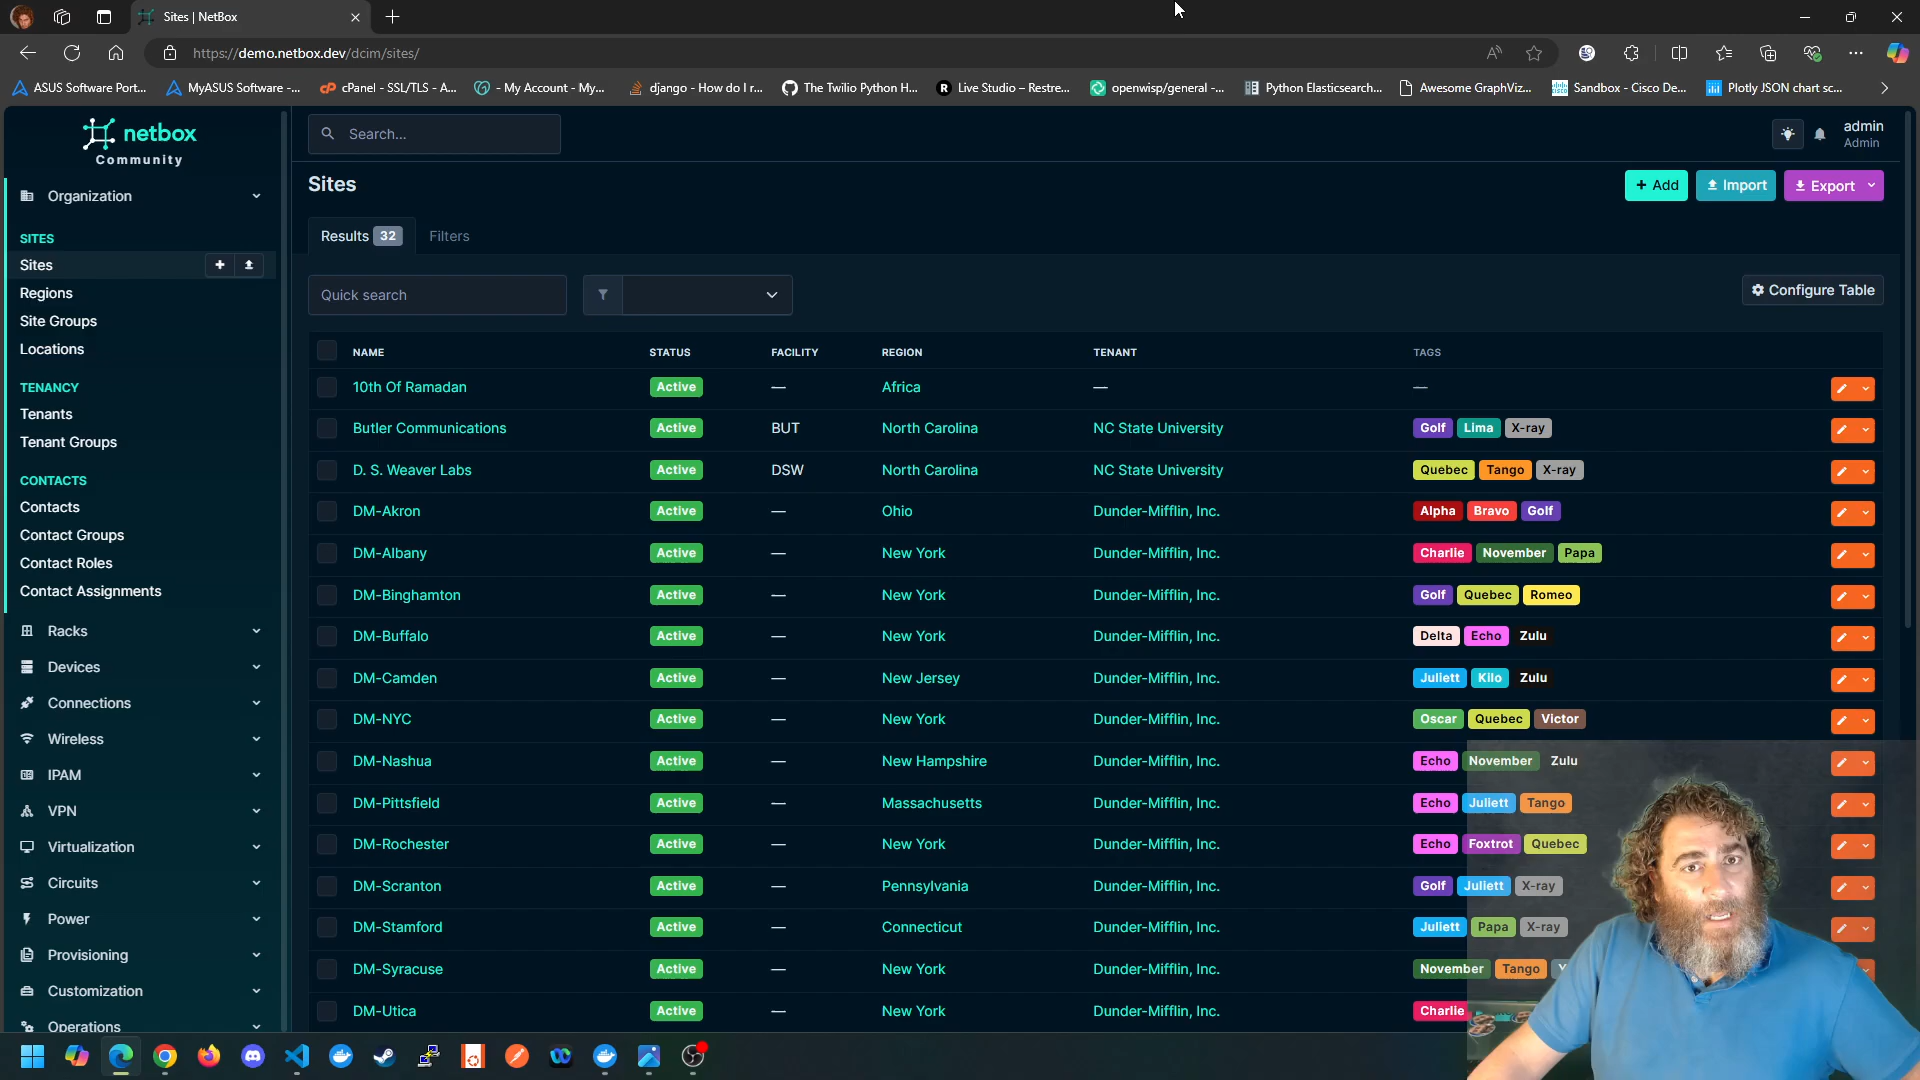 Sites | NetBox
https://demo.netbox.dev/dcim/sites/
ASUS Software Port...
MyASUS Software -...
cPanel - SSL/TLS - A...
- My Account - My...
django - How do I r...
The Twilio Python H...
Live Studio – Restre...
openwisp/general -...
Python Elasticsearch...
Awesome GraphViz...
Sandbox - Cisco De...
Plotly JSON chart sc...
netbox
Community
Search...
admin
Admin
Organization
SITES
Sites
Regions
Site Groups
Locations
TENANCY
Tenants
Tenant Groups
CONTACTS
Contacts
Contact Groups
Contact Roles
Contact Assignments
Racks
Devices
Connections
Wireless
IPAM
VPN
Virtualization
Circuits
Power
Provisioning
Customization
Operations
Sites
+ Add
Import
Export
Results 32
Filters
Quick search
Configure Table
NAME STATUS FACILITY REGION TENANT TAGS
10th Of Ramadan Active — Africa — —
Butler Communications Active BUT North Carolina NC State University Golf Lima X-ray
D. S. Weaver Labs Active DSW North Carolina NC State University Quebec Tango X-ray
DM-Akron Active — Ohio Dunder-Mifflin, Inc. Alpha Bravo Golf
DM-Albany Active — New York Dunder-Mifflin, Inc. Charlie November Papa
DM-Binghamton Active — New York Dunder-Mifflin, Inc. Golf Quebec Romeo
DM-Buffalo Active — New York Dunder-Mifflin, Inc. Delta Echo Zulu
DM-Camden Active — New Jersey Dunder-Mifflin, Inc. Juliett Kilo Zulu
DM-NYC Active — New York Dunder-Mifflin, Inc. Oscar Quebec Victor
DM-Nashua Active — New Hampshire Dunder-Mifflin, Inc. Echo November Zulu
DM-Pittsfield Active — Massachusetts Dunder-Mifflin, Inc. Echo Juliett Tango
DM-Rochester Active — New York Dunder-Mifflin, Inc. Echo Foxtrot Quebec
DM-Scranton Active — Pennsylvania Dunder-Mifflin, Inc. Golf Juliett X-ray
DM-Stamford Active — Connecticut Dunder-Mifflin, Inc. Juliett Papa X-ray
DM-Syracuse Active — New York Dunder-Mifflin, Inc. November Tango
DM-Utica Active — New York Dunder-Mifflin, Inc. Charlie